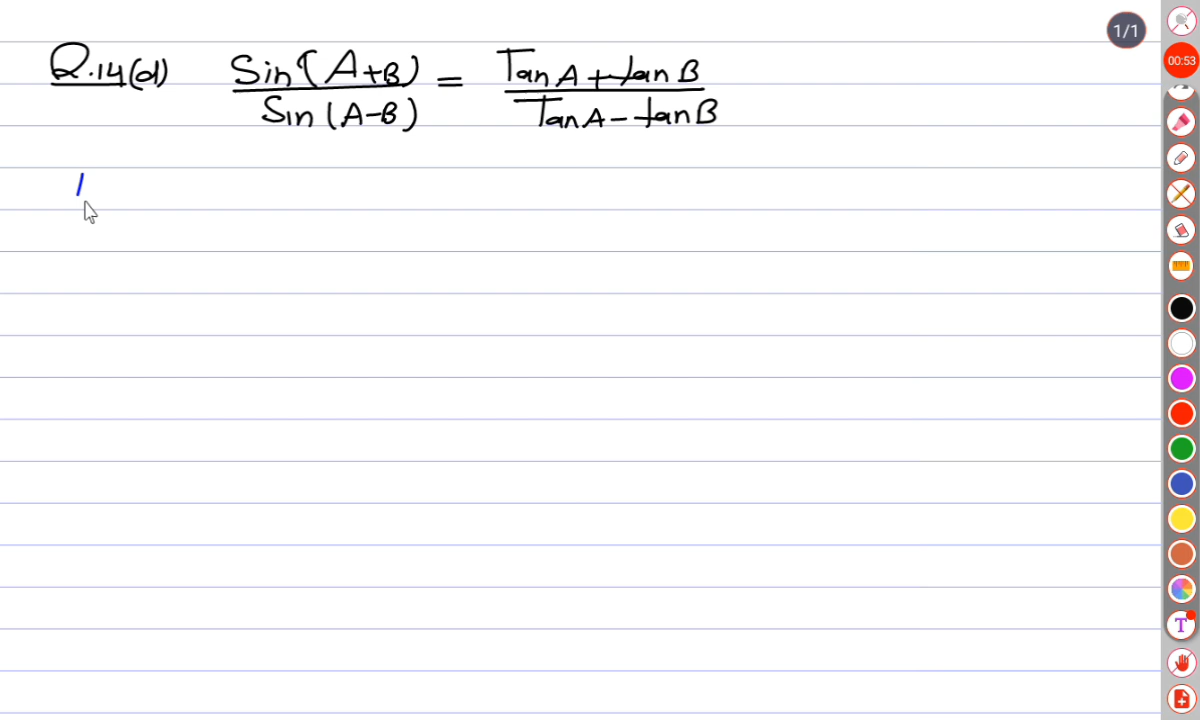 1/1
00:53
Q.14(d) Sin(A+B) / Sin(A-B) = TanA+tanB / TanA-tanB
T